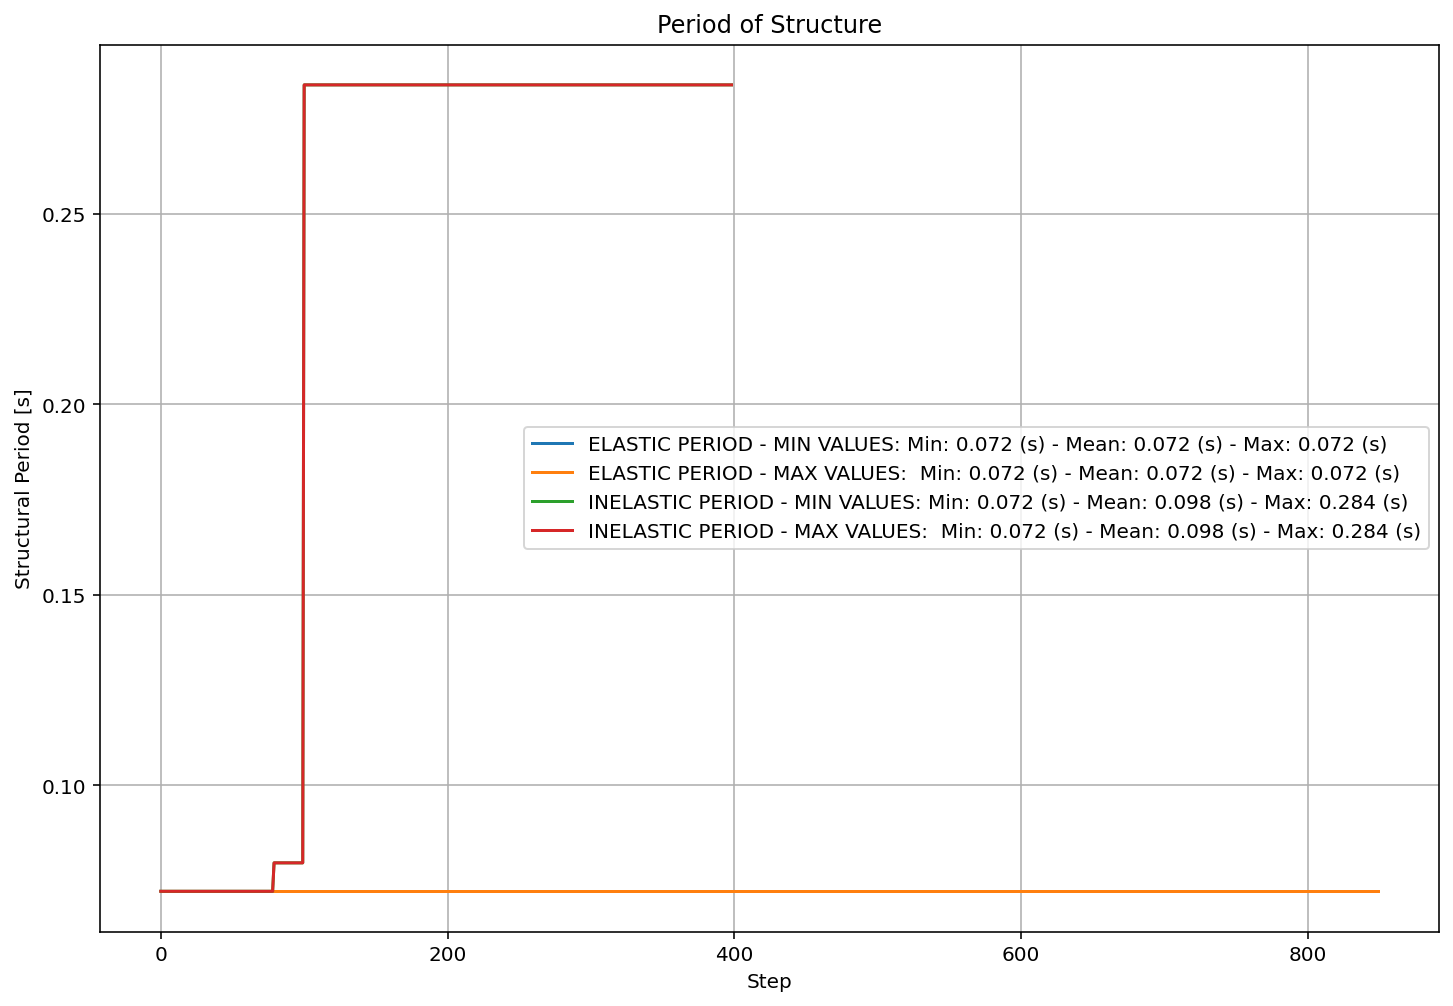 Period of Structure
Structural Period [s]
0.25
0.20
0.15
0.10
ELASTIC PERIOD - MIN VALUES: Min: 0.072 (s) - Mean: 0.072 (s) - Max: 0.072 (s)
ELASTIC PERIOD - MAX VALUES:  Min: 0.072 (s) - Mean: 0.072 (s) - Max: 0.072 (s)
INELASTIC PERIOD - MIN VALUES: Min: 0.072 (s) - Mean: 0.098 (s) - Max: 0.284 (s)
INELASTIC PERIOD - MAX VALUES:  Min: 0.072 (s) - Mean: 0.098 (s) - Max: 0.284 (s)
0 200 400 600 800
Step